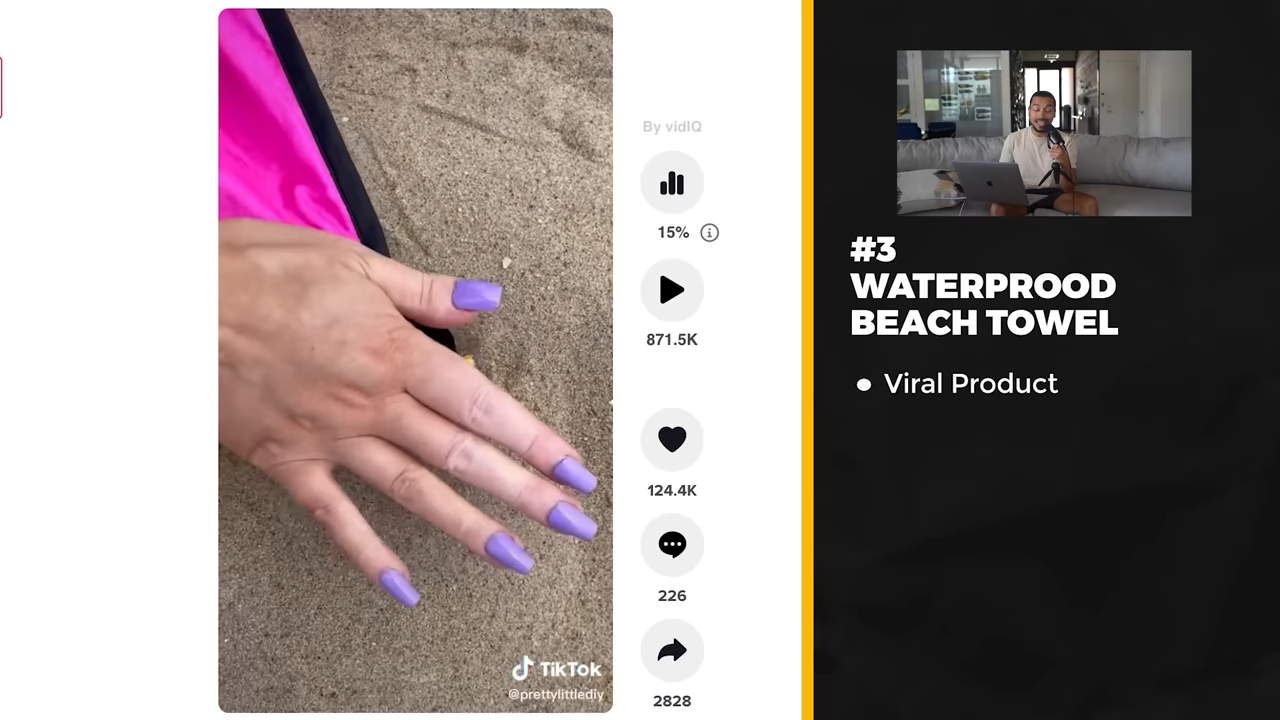 By vidIQ
15%
871.5K
124.4K
226
2828
TikTok
@prettylittlediy
#3
WATERPROOD
BEACH TOWEL
Viral Product